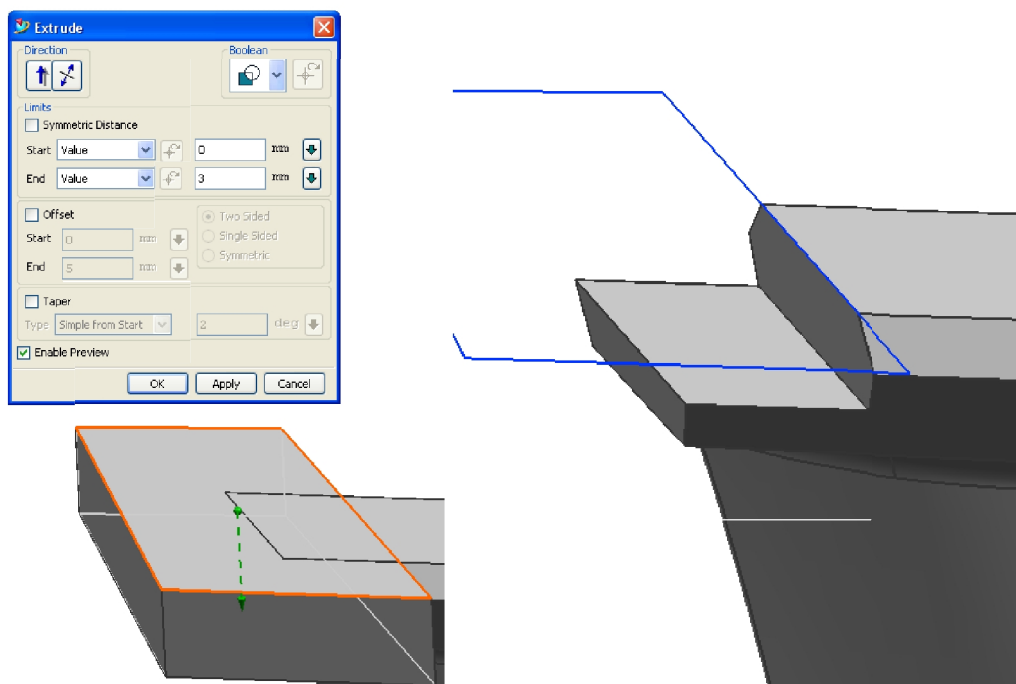 Extrude
Direction
Boolean
Limits
Symmetric Distance
Start Value 0 mm
End Value 3 mm
Offset
Two Sided
Start 0 mm
Single Sided
End 5 mm
Symmetric
Taper
Type Simple from Start 2 deg
Enable Preview
OK Apply Cancel